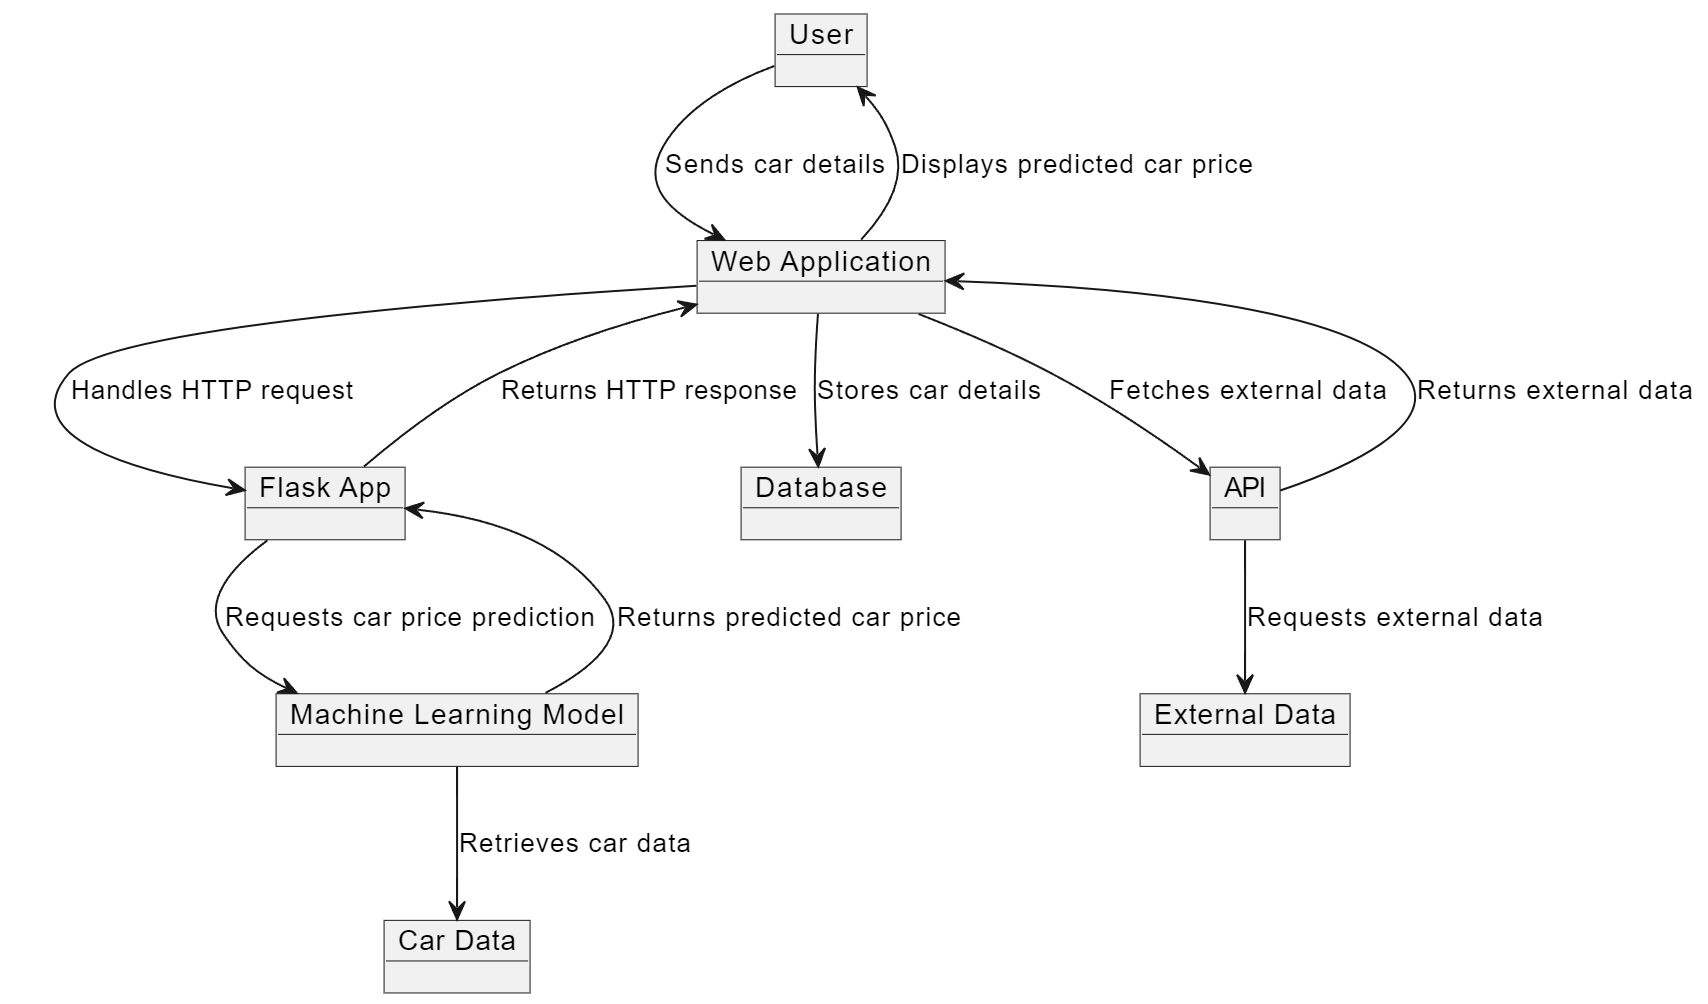 User
Sends car details
Displays predicted car price
Web Application
Handles HTTP request
Returns HTTP response
Stores car details
Fetches external data
Returns external data
Flask App
Database
API
Requests car price prediction
Returns predicted car price
Requests external data
Machine Learning Model
External Data
Retrieves car data
Car Data